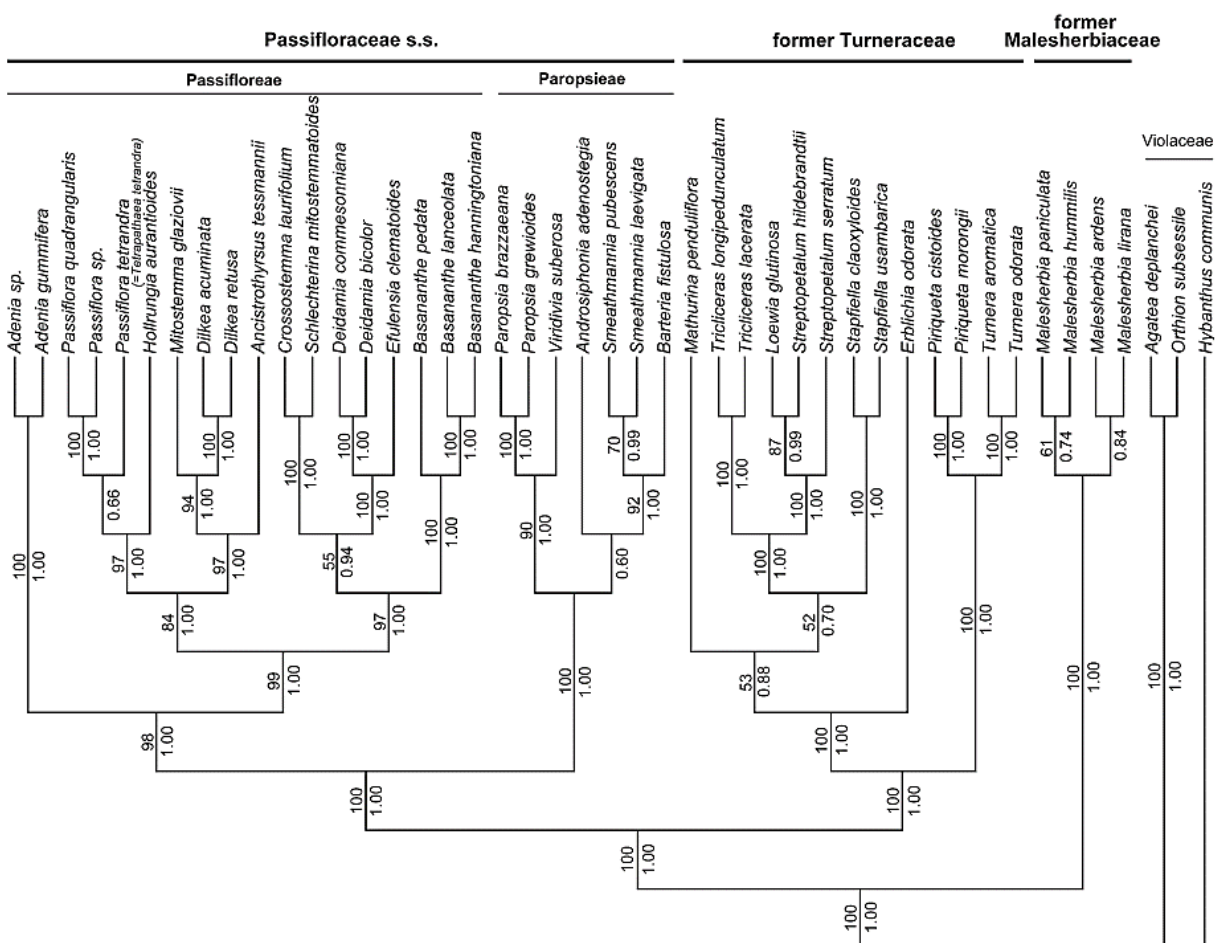 Passifloraceae s.s.
former Turneraceae
former
Malesherbiaceae
Passifloreae
Paropsieae
Violaceae
Adenia sp.
Adenia gummifera
Passiflora quadrangularis
Passiflora sp.
Passiflora tetrandra
(=Tetrapathaea tetrandra)
Hollrungia aurantioides
Mitostemma glaziovii
Dilkea acuminata
Dilkea retusa
Ancistrothyrsus tessmannii
Crossostemma laurifolium
Schlechterina mitostemmatoides
Deidamia commesonniana
Deidamia bicolor
Efulensia clematoides
Basananthe pedata
Basananthe lanceolata
Basananthe hanningtoniana
Paropsia brazzaeana
Paropsia grewioides
Viridivia suberosa
Androsiphonia adenostegia
Smeathmannia pubescens
Smeathmannia laevigata
Barteria fistulosa
Mathurina penduliflora
Tricliceras longipedunculatum
Tricliceras lacerata
Loewia glutinosa
Streptopetalum hildebrandtii
Streptopetalum serratum
Stapfiella claoxyloides
Stapfiella usambarica
Erblichia odorata
Piriqueta cistoides
Piriqueta morongii
Turnera aromatica
Turnera odorata
Malesherbia paniculata
Malesherbia hummilis
Malesherbia ardens
Malesherbia lirana
Agatea deplanchei
Orthion subsessile
Hybanthus communis
100
1.00
100
1.00
0.66
97
1.00
100
1.00
94
1.00
97
1.00
84
1.00
100
1.00
100
1.00
100
1.00
55
0.94
100
1.00
100
1.00
97
1.00
99
1.00
98
1.00
100
1.00
90
1.00
70
0.99
92
1.00
0.60
100
1.00
100
1.00
100
1.00
87
0.99
100
1.00
100
1.00
100
1.00
52
0.70
53
0.88
100
1.00
100
1.00
100
1.00
100
1.00
100
1.00
100
1.00
61
0.74
0.84
100
1.00
100
1.00
100
1.00